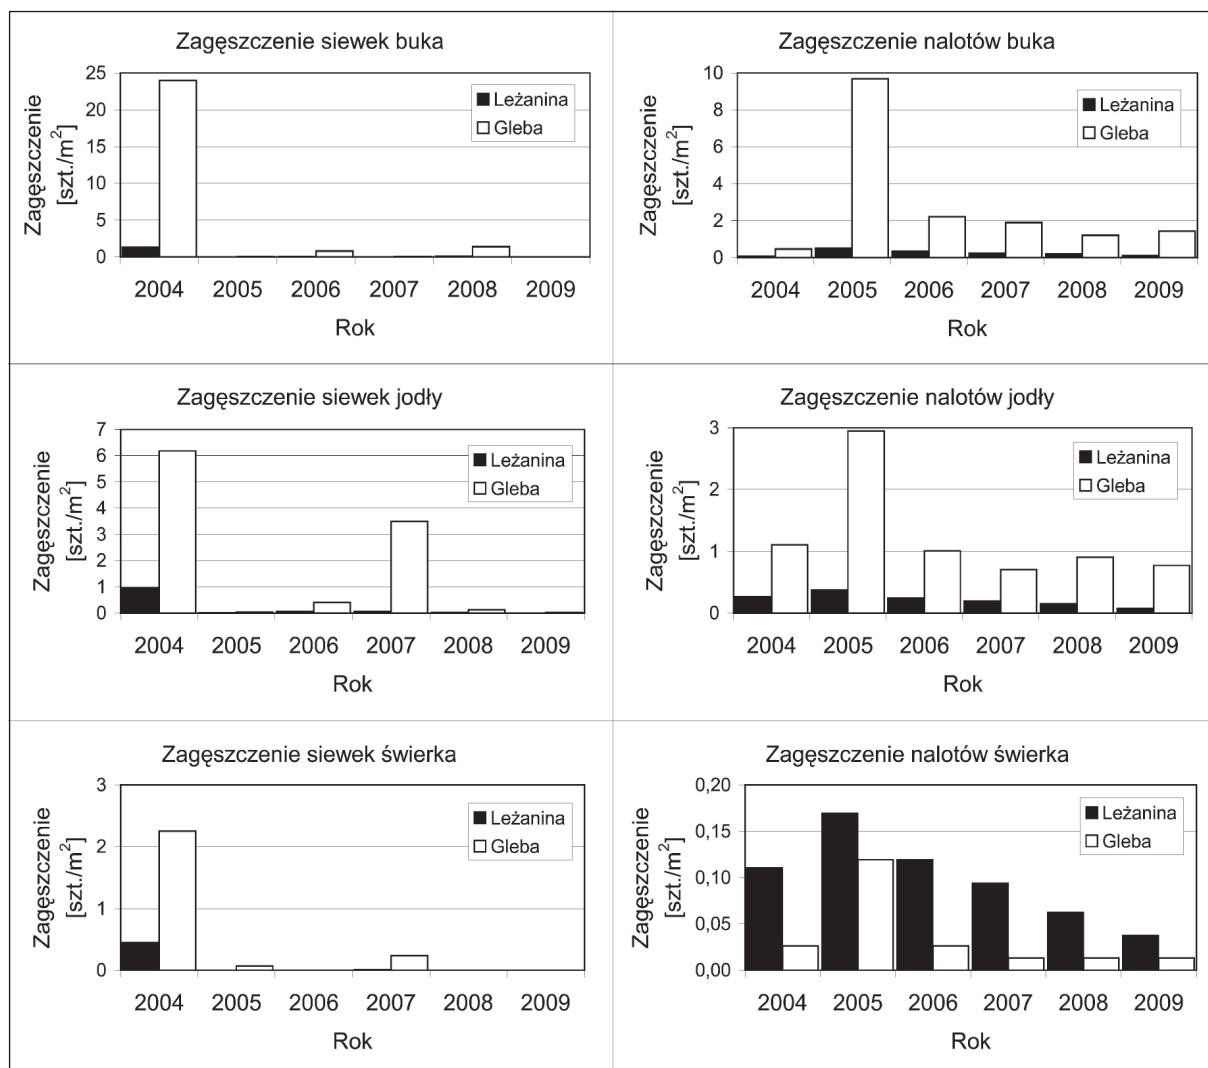 Zagęszczenie siewek buka
Zagęszczenie
[szt./m²]
25
20
15
10
5
0
Leżanina
Gleba
2004 2005 2006 2007 2008 2009
Rok
Zagęszczenie nalotów buka
Zagęszczenie
[szt./m²]
10
8
6
4
2
0
Leżanina
Gleba
2004 2005 2006 2007 2008 2009
Rok
Zagęszczenie siewek jodły
Zagęszczenie
[szt./m²]
7
6
5
4
3
2
1
0
Leżanina
Gleba
2004 2005 2006 2007 2008 2009
Rok
Zagęszczenie nalotów jodły
Zagęszczenie
[szt./m²]
3
2
1
0
Leżanina
Gleba
2004 2005 2006 2007 2008 2009
Rok
Zagęszczenie siewek świerka
Zagęszczenie
[szt./m²]
3
2
1
0
Leżanina
Gleba
2004 2005 2006 2007 2008 2009
Rok
Zagęszczenie nalotów świerka
Zagęszczenie
[szt./m²]
0,20
0,15
0,10
0,05
0,00
Leżanina
Gleba
2004 2005 2006 2007 2008 2009
Rok